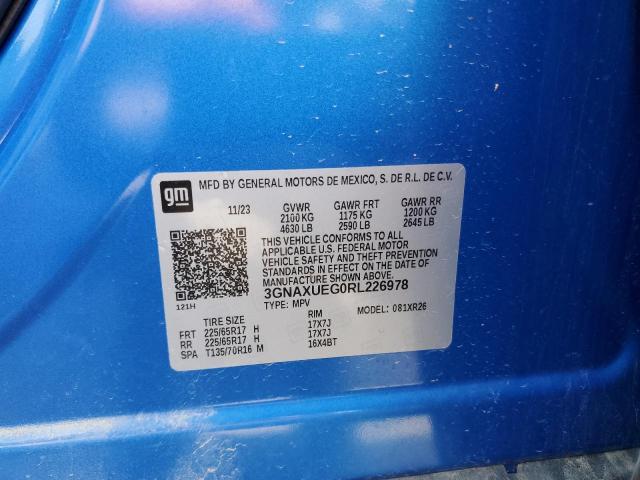 gm MFD BY GENERAL MOTORS DE MEXICO, S. DE R.L. DE C.V.
11/23 GVWR GAWR FRT GAWR RR
2100 KG 1175 KG 1200 KG
4630 LB 2590 LB 2645 LB
THIS VEHICLE CONFORMS TO ALL
APPLICABLE U.S. FEDERAL MOTOR
VEHICLE SAFETY AND THEFT PREVENTION
STANDARDS IN EFFECT ON THE DATE OF
MANUFACTURE SHOWN ABOVE.
3GNAXUEG0RL226978
121H
TYPE: MPV MODEL: 081XR26
TIRE SIZE RIM
FRT 225/65R17 H 17X7J
RR 225/65R17 H 17X7J
SPA T135/70R16 M 16X4BT